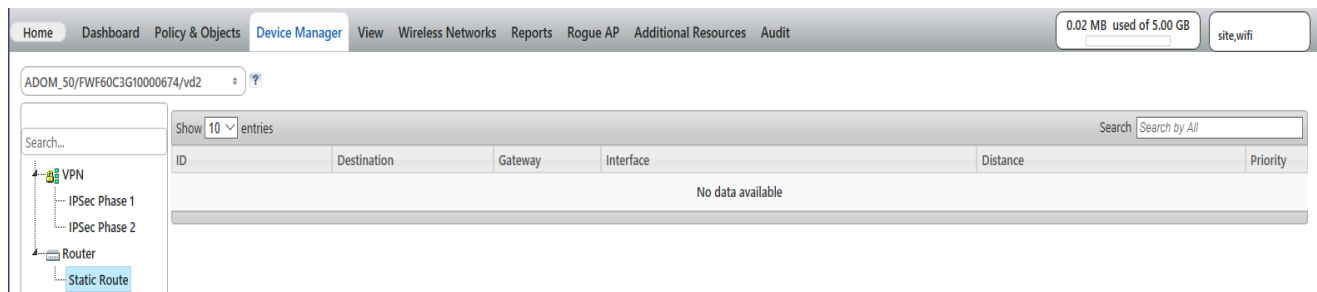 Home Dashboard Policy & Objects Device Manager View Wireless Networks Reports Rogue AP Additional Resources Audit
0.02 MB used of 5.00 GB
site,wifi
ADOM_50/FWF60C3G10000674/vd2 ?
Search...
VPN
IPSec Phase 1
IPSec Phase 2
Router
Static Route
Show 10 entries
Search Search by All
ID Destination Gateway Interface Distance Priority
No data available